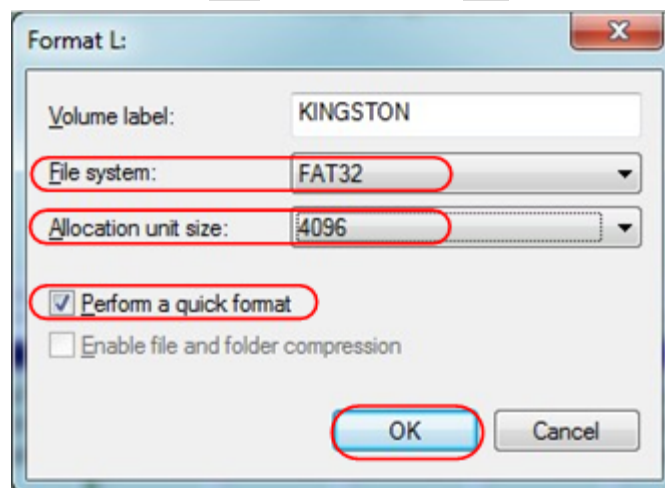 Format L:
Volume label: KINGSTON
File system: FAT32
Allocation unit size: 4096
Perform a quick format
Enable file and folder compression
OK Cancel